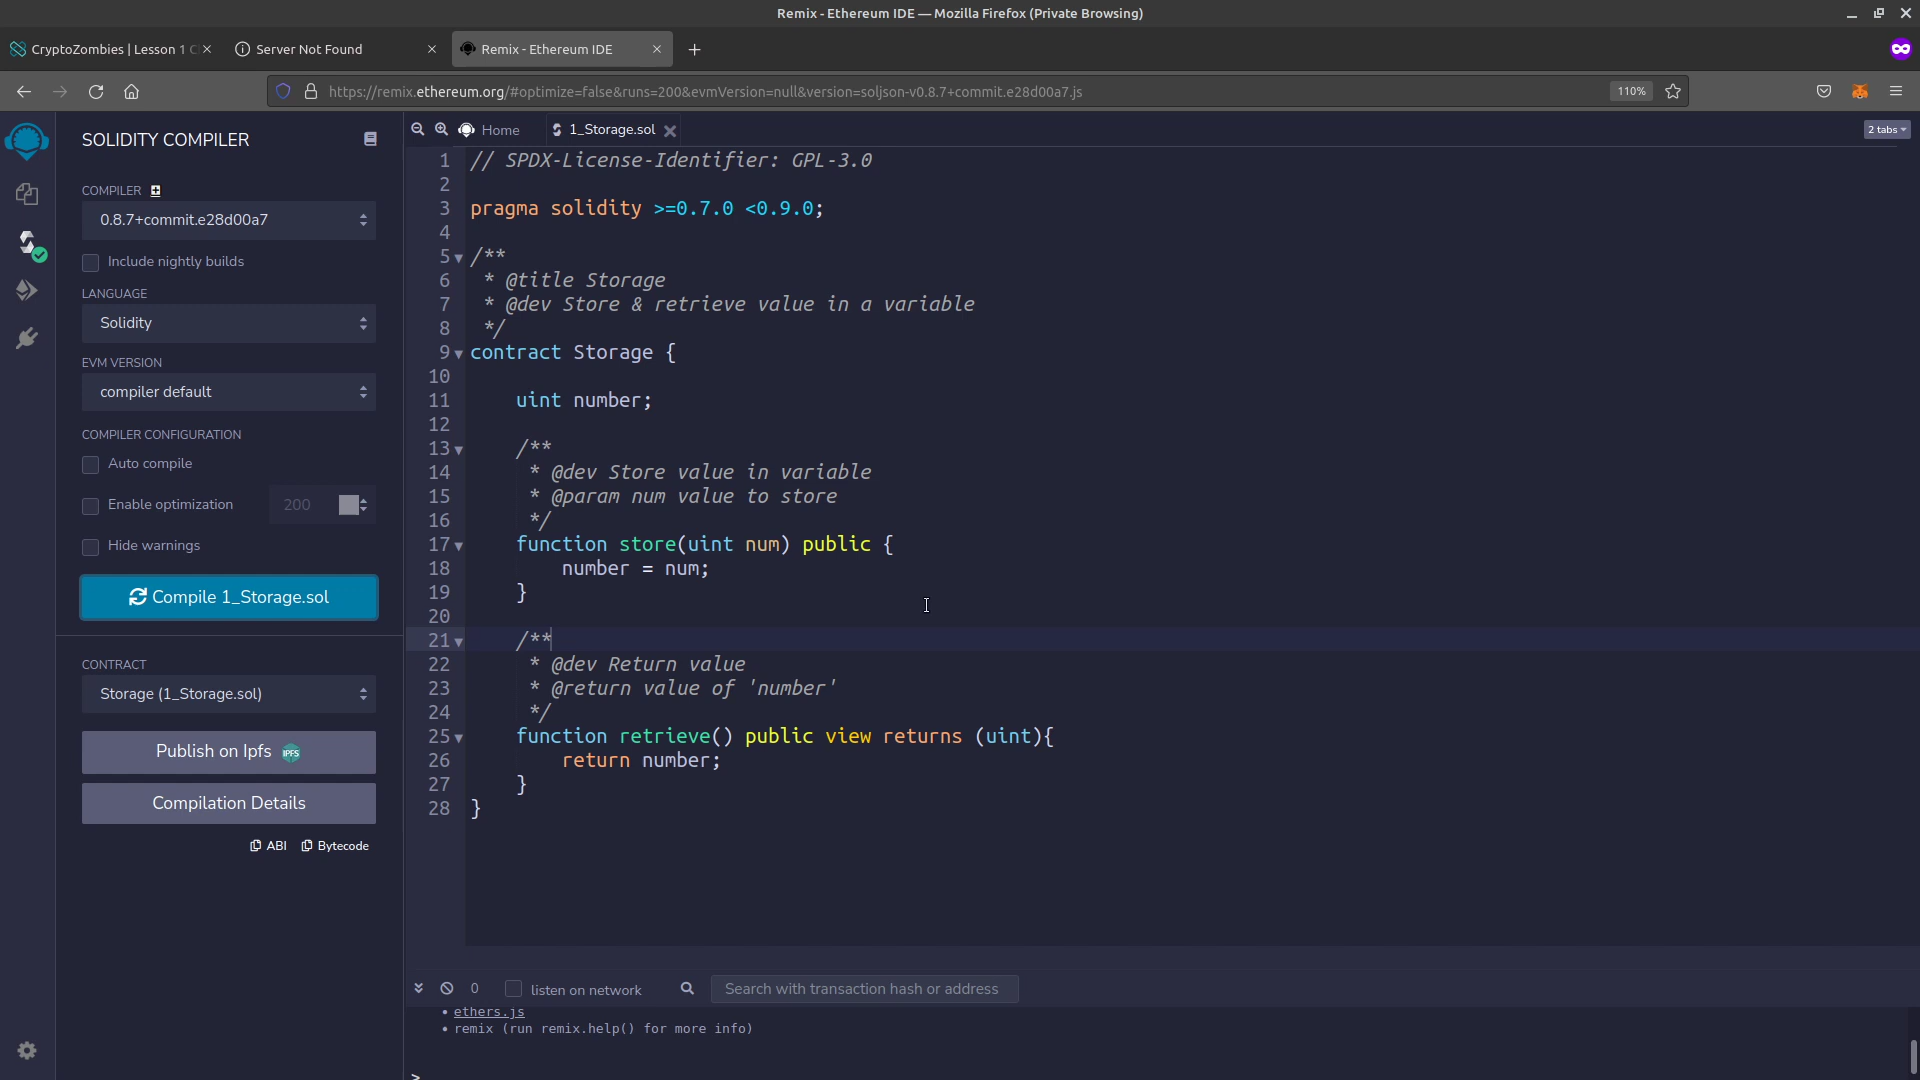 Remix - Ethereum IDE — Mozilla Firefox (Private Browsing)
CryptoZombies | Lesson 1
Server Not Found
Remix - Ethereum IDE
https://remix.ethereum.org/#optimize=false&runs=200&evmVersion=null&version=soljson-v0.8.7+commit.e28d00a7.js
110%
SOLIDITY COMPILER
COMPILER
0.8.7+commit.e28d00a7
Include nightly builds
LANGUAGE
Solidity
EVM VERSION
compiler default
COMPILER CONFIGURATION
Auto compile
Enable optimization 200
Hide warnings
Compile 1_Storage.sol
CONTRACT
Storage (1_Storage.sol)
Publish on Ipfs IPFS
Compilation Details
ABI Bytecode
Home
1_Storage.sol
2 tabs
1 // SPDX-License-Identifier: GPL-3.0
2
3 pragma solidity >=0.7.0 <0.9.0;
4
5 /**
6 * @title Storage
7 * @dev Store & retrieve value in a variable
8 */
9 contract Storage {
10
11 uint number;
12
13 /**
14 * @dev Store value in variable
15 * @param num value to store
16 */
17 function store(uint num) public {
18 number = num;
19 }
20
21 /**
22 * @dev Return value
23 * @return value of 'number'
24 */
25 function retrieve() public view returns (uint){
26 return number;
27 }
28 }
0 listen on network Search with transaction hash or address
• ethers.js
• remix (run remix.help() for more info)
>